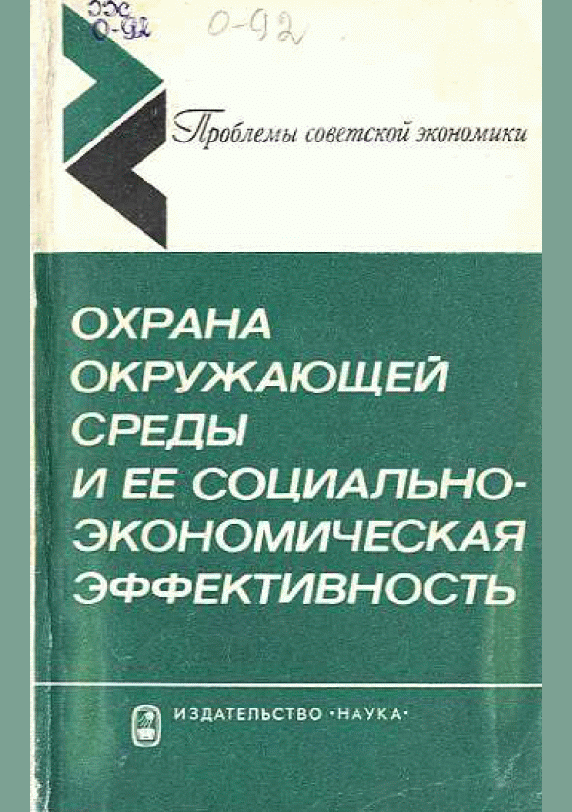 О-92
О-92
Проблемы советской экономики
ОХРАНА
ОКРУЖАЮЩЕЙ
СРЕДЫ
И ЕЕ СОЦИАЛЬНО-
ЭКОНОМИЧЕСКАЯ
ЭФФЕКТИВНОСТЬ
ИЗДАТЕЛЬСТВО «НАУКА»